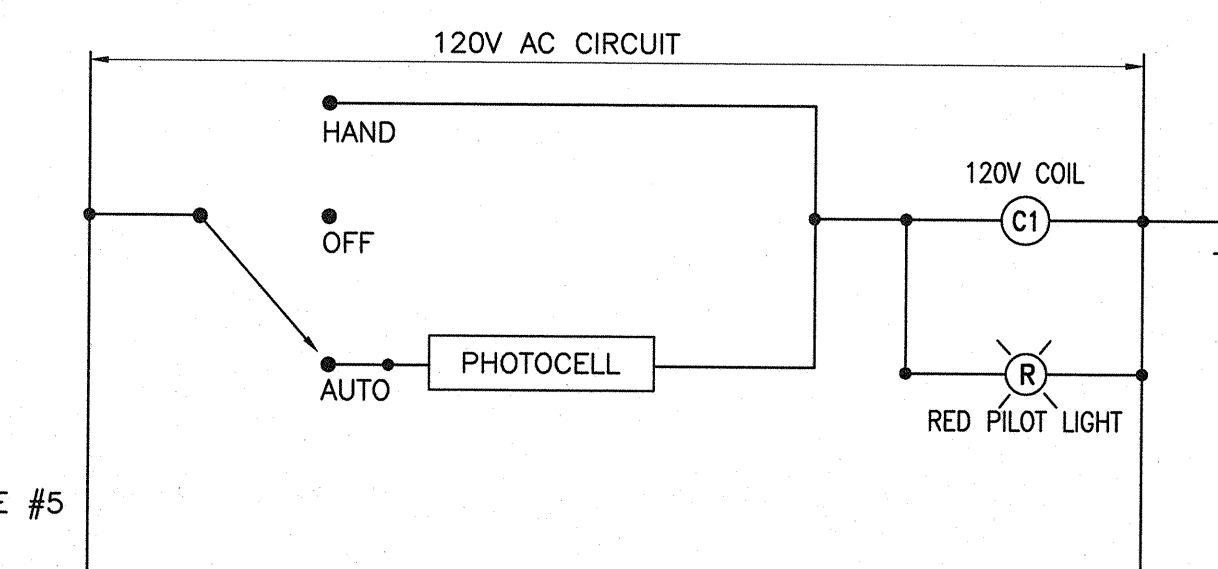 120V AC CIRCUIT
HAND
120V COIL
C1
OFF
PHOTOCELL
AUTO
R
RED PILOT LIGHT
#5